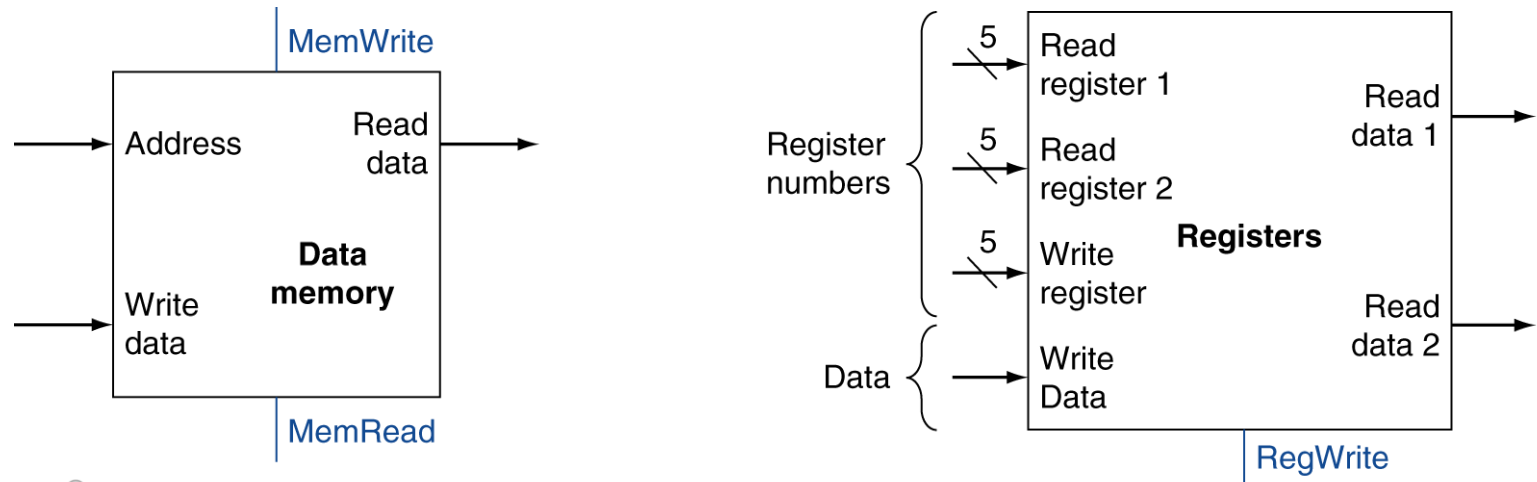 MemWrite
Address
Read
data
Data
memory
Write
data
MemRead
Register
numbers
Data
5
Read
register 1
5
Read
register 2
5
Write
register
Write
Data
Registers
Read
data 1
Read
data 2
RegWrite